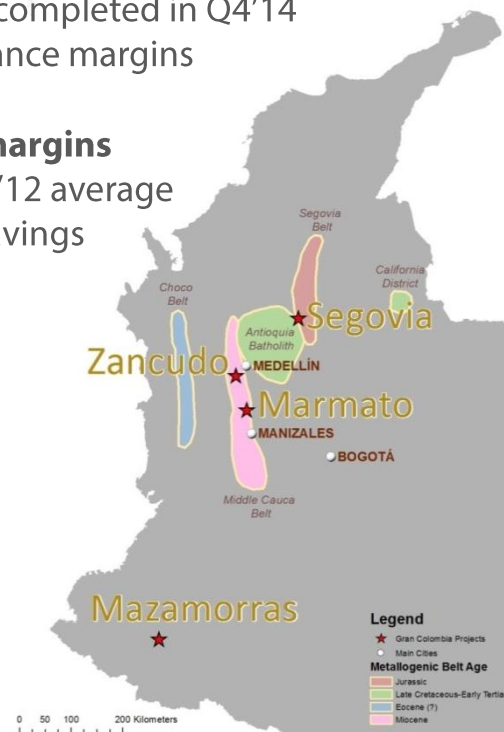 completed in Q4’14
ance margins
margins
’12 average
vings
Segovia
Belt
California
District
Choco
Belt
Segovia
Antioquia
Batholith
Zancudo
MEDELLÍN
Marmato
MANIZALES
BOGOTÁ
Middle Cauca
Belt
Mazamorras
Legend
Gran Colombia Projects
Main Cities
Metallogenic Belt Age
Jurassic
Late Cretaceous-Early Tertia
Eocene (?)
Miocene
0 50 100 200 Kilometers